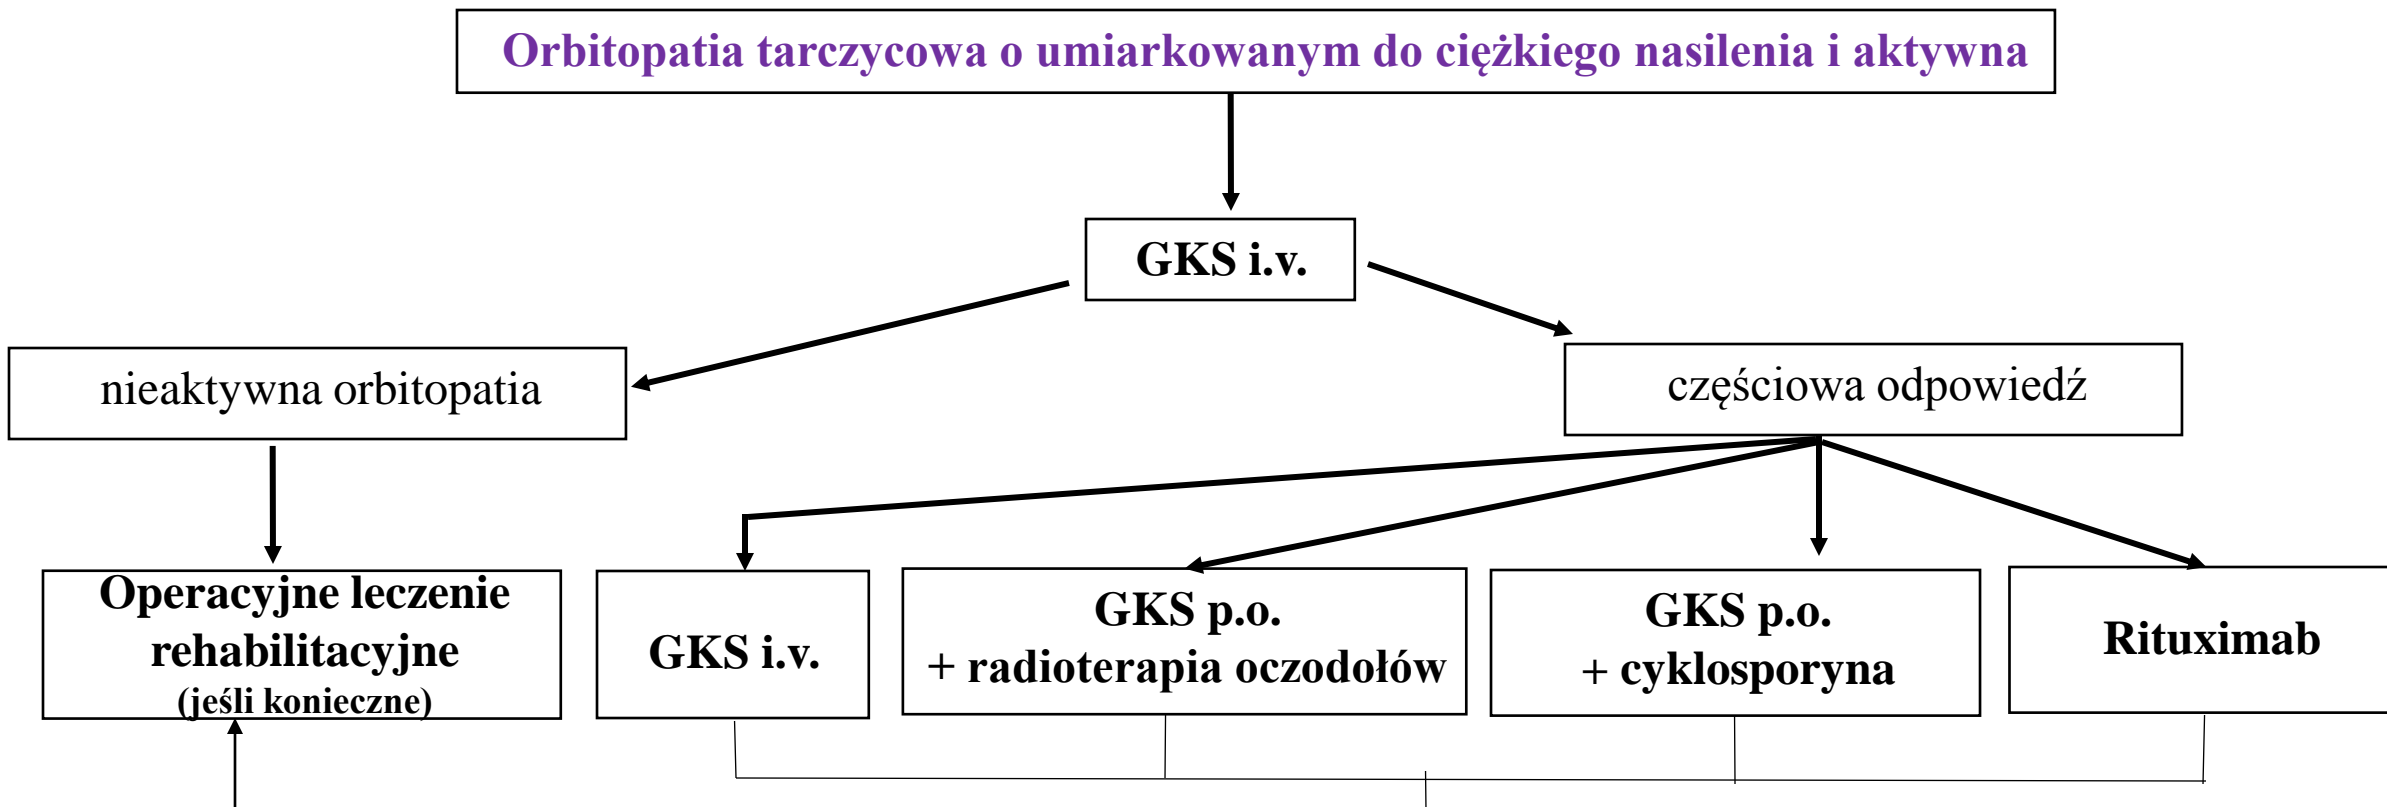 Orbitopatia tarczycowa o umiarkowanym do ciężkiego nasilenia i aktywna
GKS i.v.
nieaktywna orbitopatia
częściowa odpowiedź
Operacyjne leczenie
rehabilitacyjne
(jeśli konieczne)
GKS i.v.
GKS p.o.
+ radioterapia oczodołów
GKS p.o.
+ cyklosporyna
Rituximab